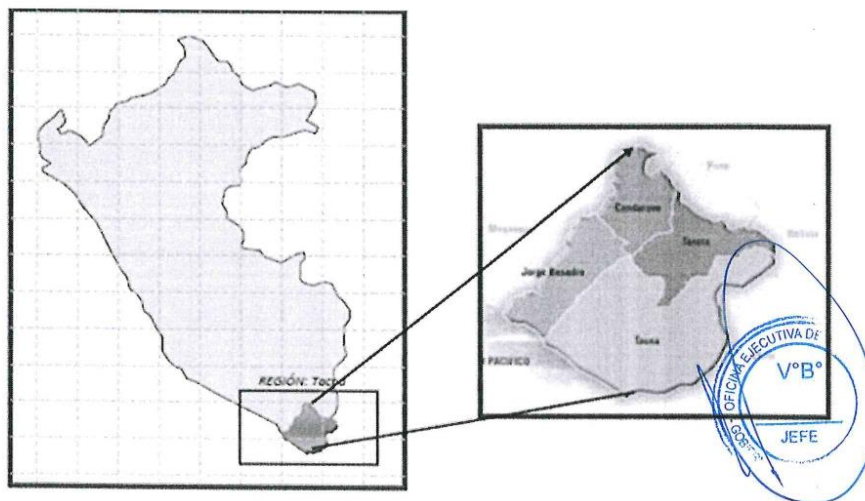 REGIÓN: Tacna
Puno
Candarave
Moquegua
Tarata
Bolivia
Jorge Basadre
Tacna
PACIFICO
OFICINA EJECUTIVA DE
V°B°
JEFE